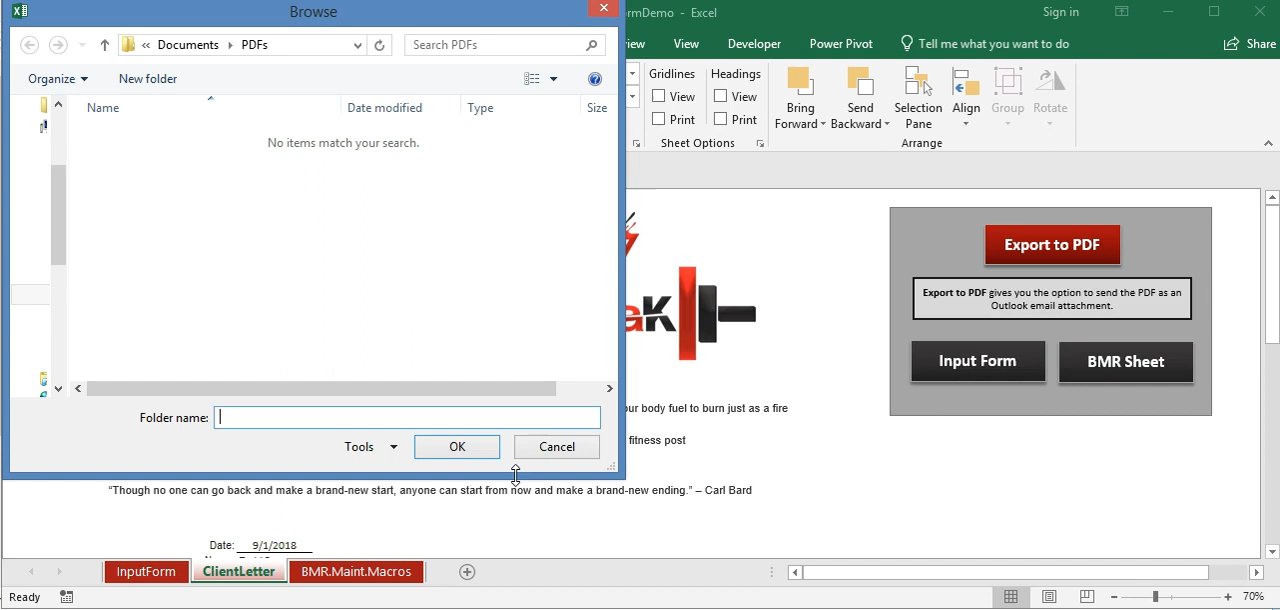 Browse
ormDemo - Excel
Sign in
« Documents PDFs
Search PDFs
view View Developer Power Pivot Tell me what you want to do Share
Organize New folder
Gridlines Headings
View View
Print Print
Sheet Options
Bring Forward
Send Backward
Selection Pane
Align
Group
Rotate
Arrange
Name Date modified Type Size
No items match your search.
Folder name:
Tools OK Cancel
aK
Export to PDF
Export to PDF gives you the option to send the PDF as an
Outlook email attachment.
Input Form BMR Sheet
ur body fuel to burn just as a fire
fitness post
“Though no one can go back and make a brand-new start, anyone can start from now and make a brand-new ending.” – Carl Bard
Date: 9/1/2018
InputForm ClientLetter BMR.Maint.Macros
Ready 70%